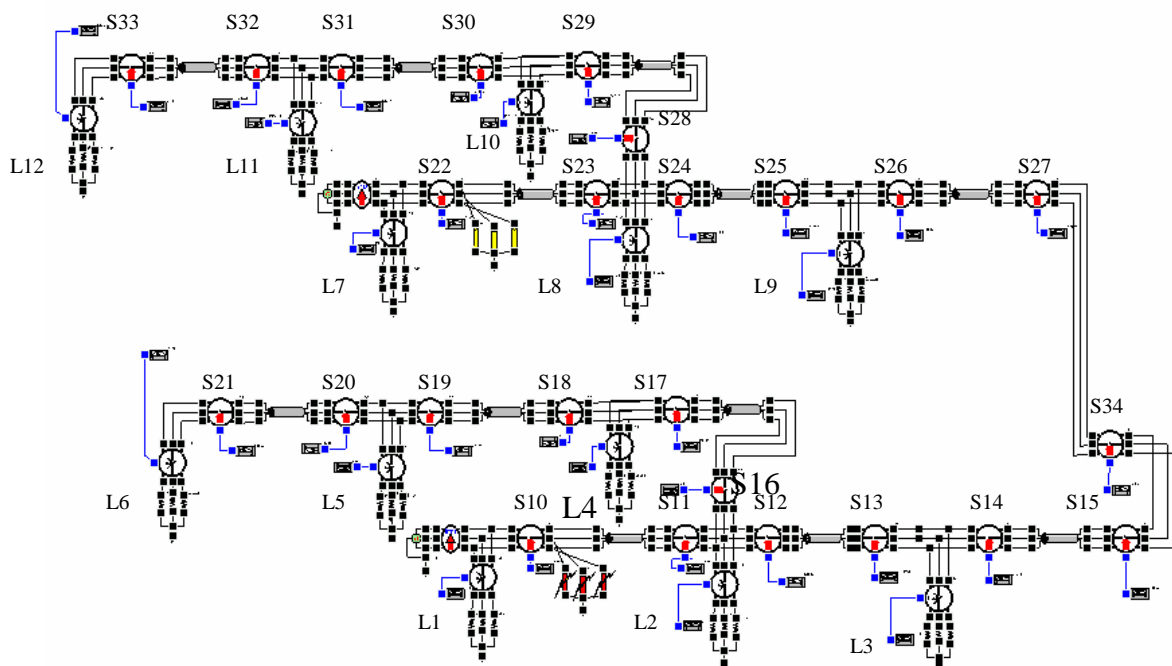 S33 S32 S31 S30 S29
S28
L12 L11 L10
S22 S23 S24 S25 S26 S27
L7 L8 L9
S21 S20 S19 S18 S17
S34
L6 L5 S16
S10 L4 S11 S12 S13 S14 S15
L1 L2 L3